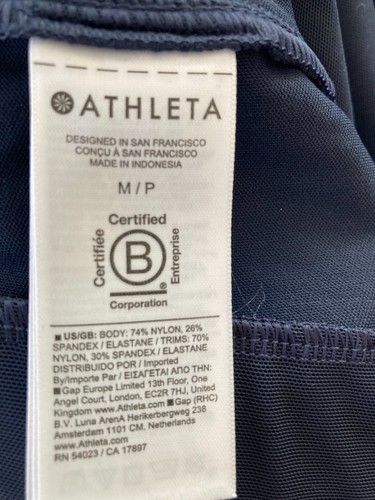 ATHLETA
DESIGNED IN SAN FRANCISCO
CONÇU À SAN FRANCISCO
MADE IN INDONESIA
M / P
Certified
Certifiée
B
Entreprise
®
Corporation
US/GB: BODY: 74% NYLON, 26%
SPANDEX / ELASTANE / TRIMS: 70%
NYLON, 30% SPANDEX / ELASTANE
DISTRIBUIDO POR / Imported
By/Importe Par / ΕΙΣΑΓΕΤΑΙ ΑΠΟ ΤΗΝ:
Gap Europe Limited 13th Floor, One
Angel Court, London, EC2R 7HJ, United
Kingdom www.Athleta.com Gap (RHC)
B.V. Luna ArenA Herikerbergweg 238
Amsterdam 1101 CM, Netherlands
www.Athleta.com
RN 54023 / CA 17897